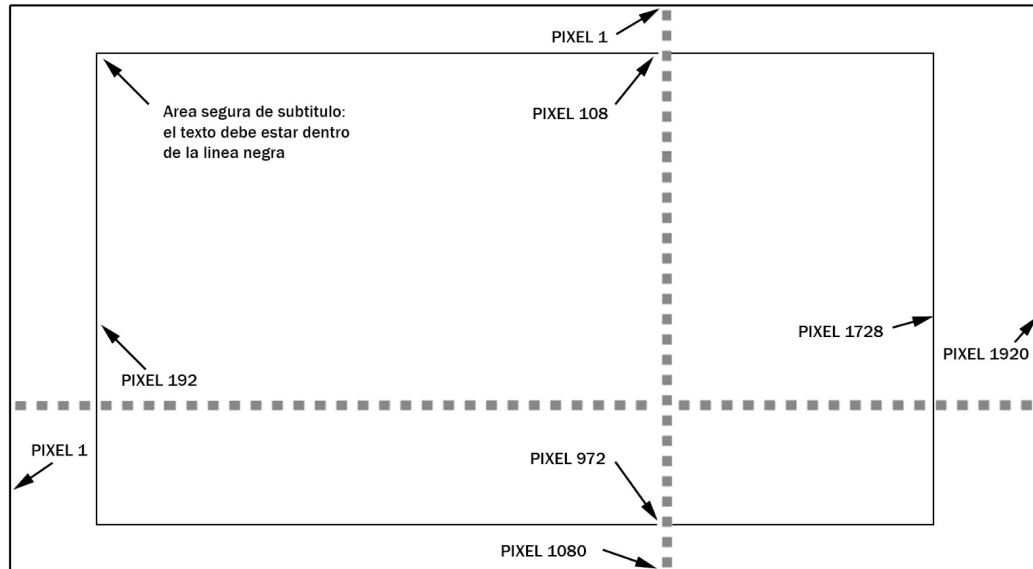 PIXEL 1
PIXEL 108
Area segura de subtitulo:
el texto debe estar dentro
de la linea negra
PIXEL 1728
PIXEL 1920
PIXEL 192
PIXEL 1
PIXEL 972
PIXEL 1080